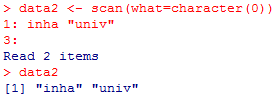 > data2 <- scan(what=character(0))
1: inha "univ"
3:
Read 2 items
> data2
[1] "inha" "univ"